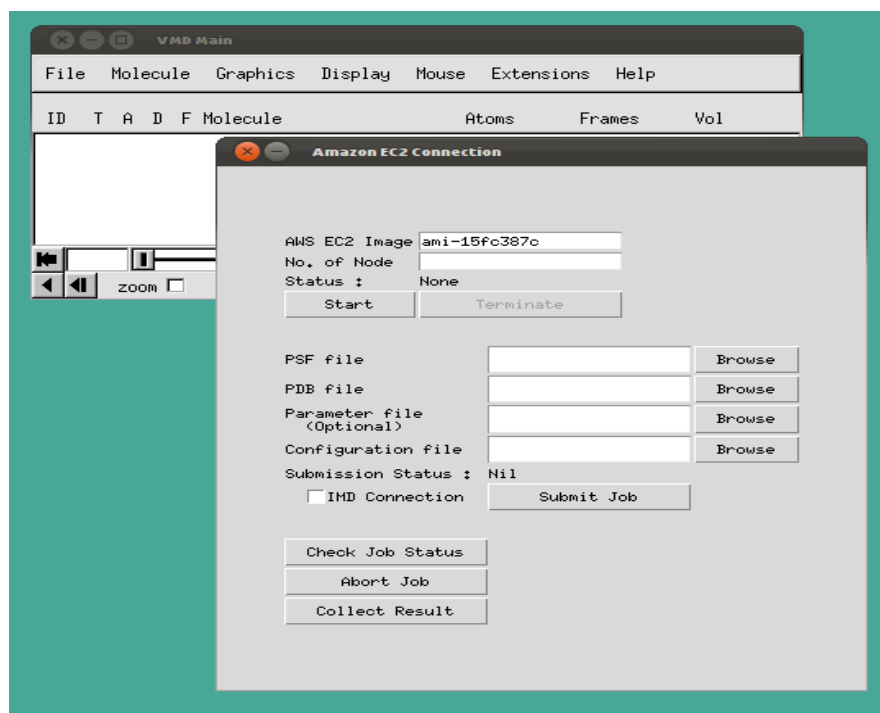 VMD Main
File Molecule Graphics Display Mouse Extensions Help
ID T A D F Molecule Atoms Frames Vol
zoom
Amazon EC2 Connection
AWS EC2 Image ami-15fc387c
No. of Node
Status : None
Start Terminate
PSF file Browse
PDB file Browse
Parameter file Browse
(Optional)
Configuration file Browse
Submission Status : Nil
IMD Connection Submit Job
Check Job Status
Abort Job
Collect Result